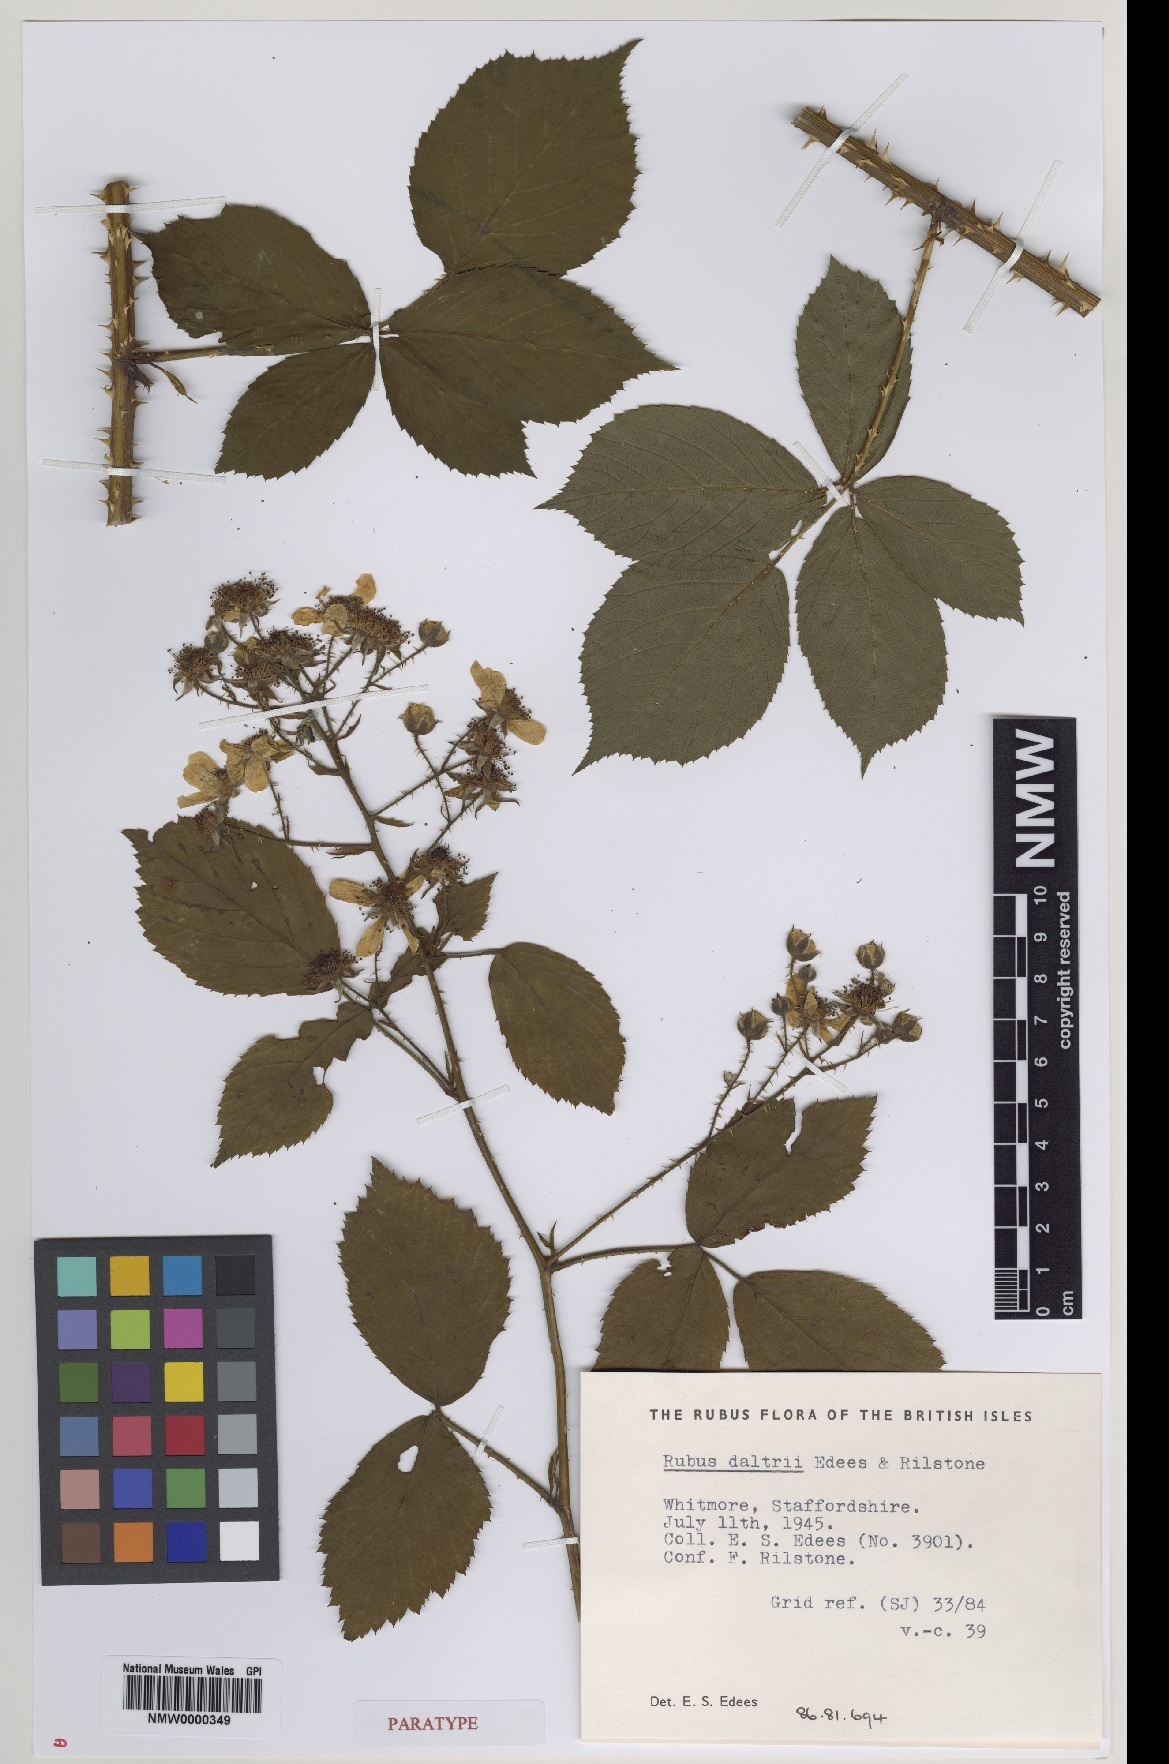 NMW
10
9
8
7
6
5
4
3
2
1
0
cm
copyright reserved
THE RUBUS FLORA OF THE BRITISH ISLES
Rubus daltrii Edees & Rilstone
Whitmore, Staffordshire.
July 11th, 1945.
Coll. E. S. Edees (No. 3901).
Conf. F. Rilstone.
Grid ref. (SJ) 33/84
v.-c. 39
Det. E. S. Edees
86.81.694
National Museum Wales GPI
NMW0000349
PARATYPE